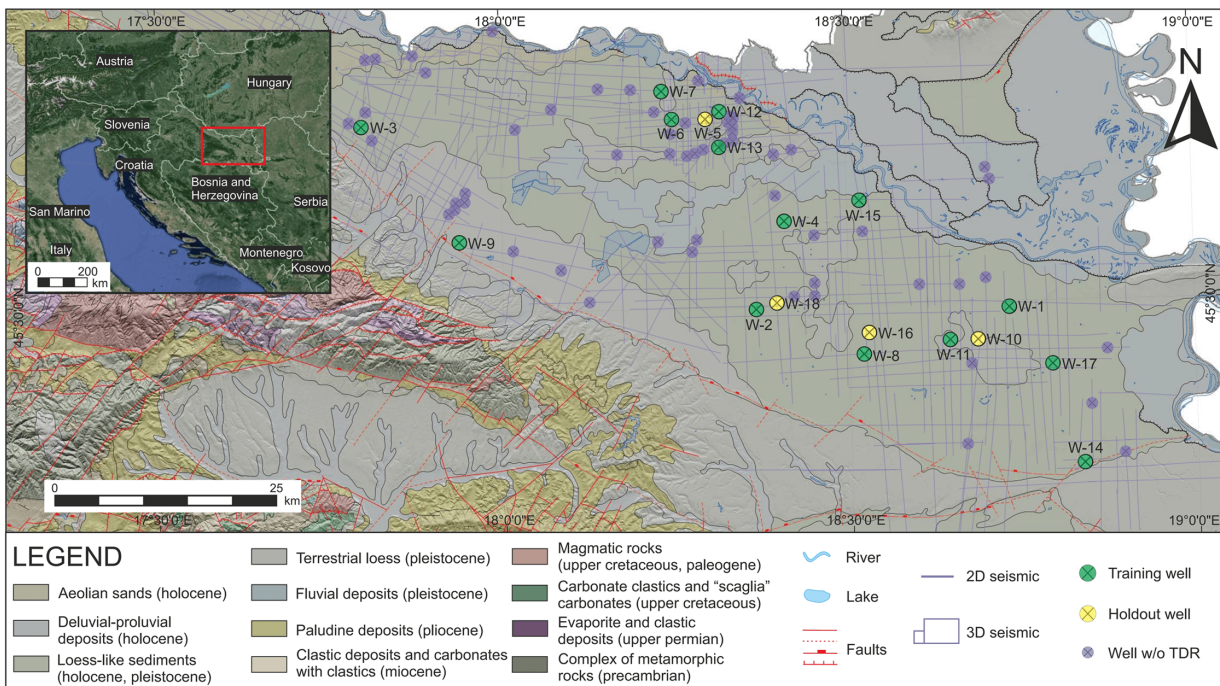 17°30'0"E
18°00'0"E
18°30'0"E
19°00'0"E
Austria
Hungary
Slovenia
Croatia
Bosnia and
Herzegovina
Serbia
San Marino
Italy
Montenegro
Kosovo
0 200
km
N
W-7
W-12
W-3
W-6
W-5
W-13
W-15
W-4
W-9
W-18
W-2
W-1
W-16
W-11
W-10
W-8
W-17
W-14
45°30'0"N
45°30'0"N
0 25
km
17°30'0"E
18°0'0"E
18°30'0"E
19°0'0"E
LEGEND
Aeolian sands (holocene)
Deluvial-proluvial
deposits (holocene)
Loess-like sediments
(holocene, pleistocene)
Terrestrial loess (pleistocene)
Fluvial deposits (pleistocene)
Paludine deposits (pliocene)
Clastic deposits and carbonates
with clastics (miocene)
Magmatic rocks
(upper cretaceous, paleogene)
Carbonate clastics and "scaglia"
carbonates (upper cretaceous)
Evaporite and clastic
deposits (upper permian)
Complex of metamorphic
rocks (precambrian)
River
Lake
Faults
2D seismic
3D seismic
Training well
Holdout well
Well w/o TDR